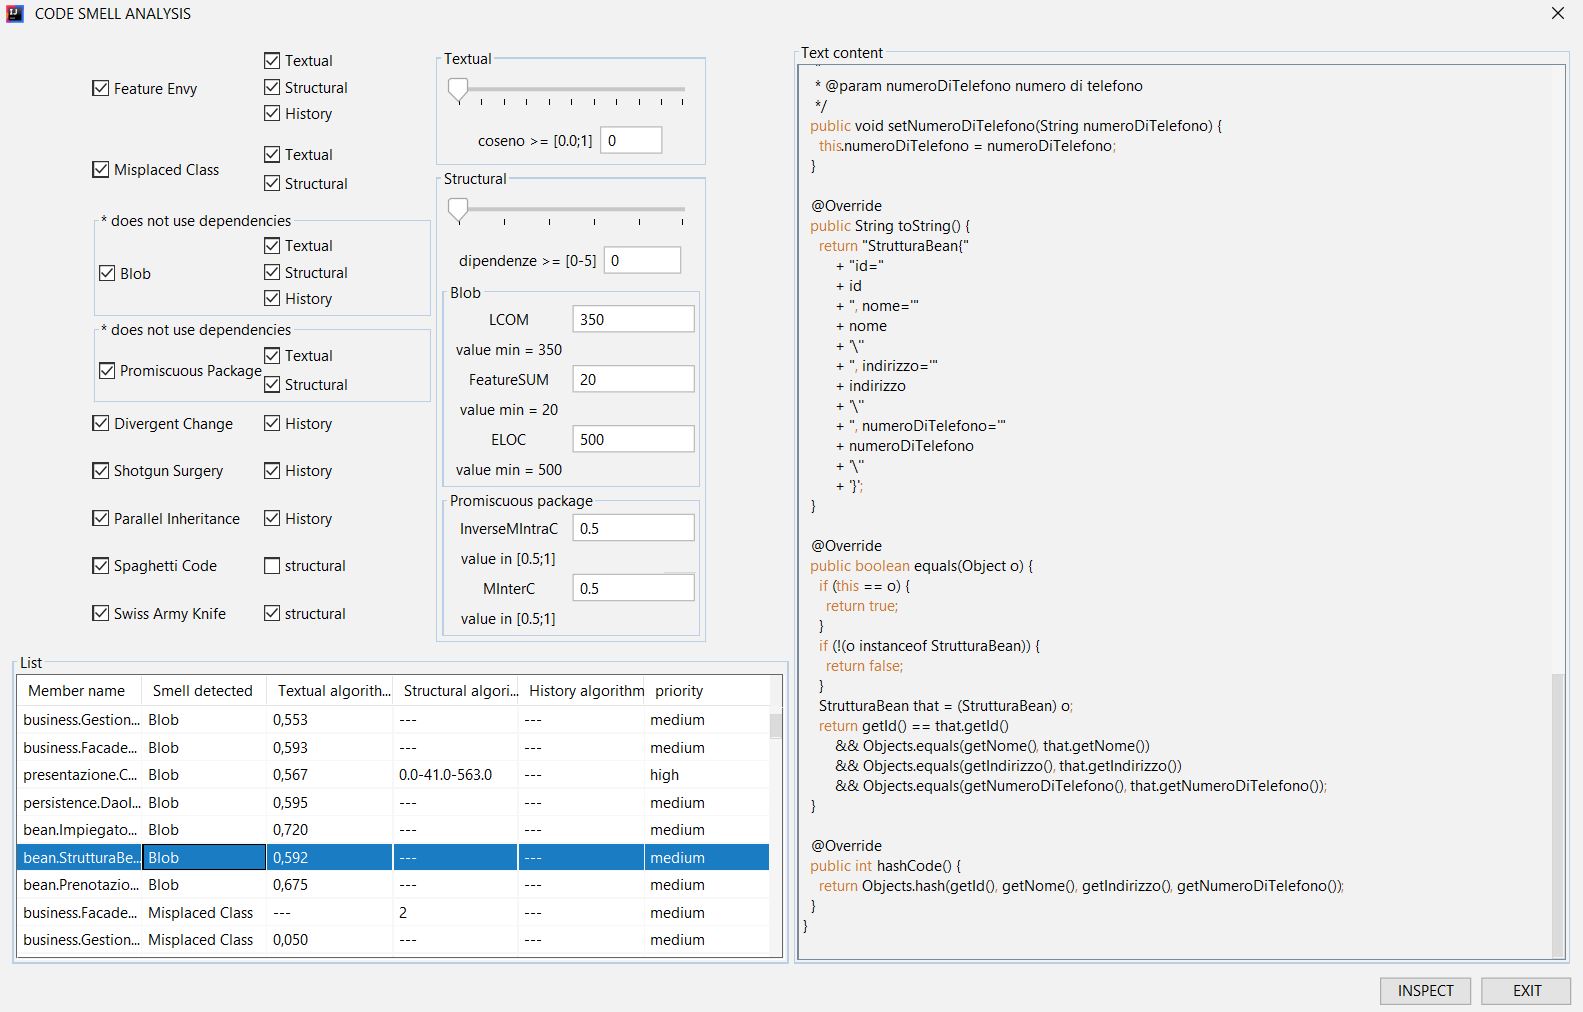 CODE SMELL ANALYSIS
Feature Envy
Textual
Structural
History
Misplaced Class
Textual
Structural
* does not use dependencies
Blob
Textual
Structural
History
* does not use dependencies
Promiscuous Package
Textual
Structural
Divergent Change
History
Shotgun Surgery
History
Parallel Inheritance
History
Spaghetti Code
structural
Swiss Army Knife
structural
Textual
coseno >= [0.0;1] 0
Structural
dipendenze >= [0-5] 0
Blob
LCOM 350
value min = 350
FeatureSUM 20
value min = 20
ELOC 500
value min = 500
Promiscuous package
InverseMIntraC 0.5
value in [0.5;1]
MInterC 0.5
value in [0.5;1]
List
Member name Smell detected Textual algorith... Structural algori... History algorithm priority
business.Gestion... Blob 0,553 --- --- medium
business.Facade... Blob 0,593 --- --- medium
presentazione.C... Blob 0,567 0.0-41.0-563.0 --- high
persistence.DaoI... Blob 0,595 --- --- medium
bean.Impiegato... Blob 0,720 --- --- medium
bean.StrutturaBe... Blob 0,592 --- --- medium
bean.Prenotazio... Blob 0,675 --- --- medium
business.Facade... Misplaced Class --- 2 --- medium
business.Gestion... Misplaced Class 0,050 --- --- medium
Text content
* @param numeroDiTelefono numero di telefono
*/
public void setNumeroDiTelefono(String numeroDiTelefono) {
this.numeroDiTelefono = numeroDiTelefono;
}
@Override
public String toString() {
return "StrutturaBean{"
+ "id="
+ id
+ ", nome='"
+ nome
+ '\''
+ ", indirizzo='"
+ indirizzo
+ '\''
+ ", numeroDiTelefono='"
+ numeroDiTelefono
+ '\''
+ '}';
}
@Override
public boolean equals(Object o) {
if (this == o) {
return true;
}
if (!(o instanceof StrutturaBean)) {
return false;
}
StrutturaBean that = (StrutturaBean) o;
return getId() == that.getId()
&& Objects.equals(getNome(), that.getNome())
&& Objects.equals(getIndirizzo(), that.getIndirizzo())
&& Objects.equals(getNumeroDiTelefono(), that.getNumeroDiTelefono());
}
@Override
public int hashCode() {
return Objects.hash(getId(), getNome(), getIndirizzo(), getNumeroDiTelefono());
}
}
INSPECT
EXIT